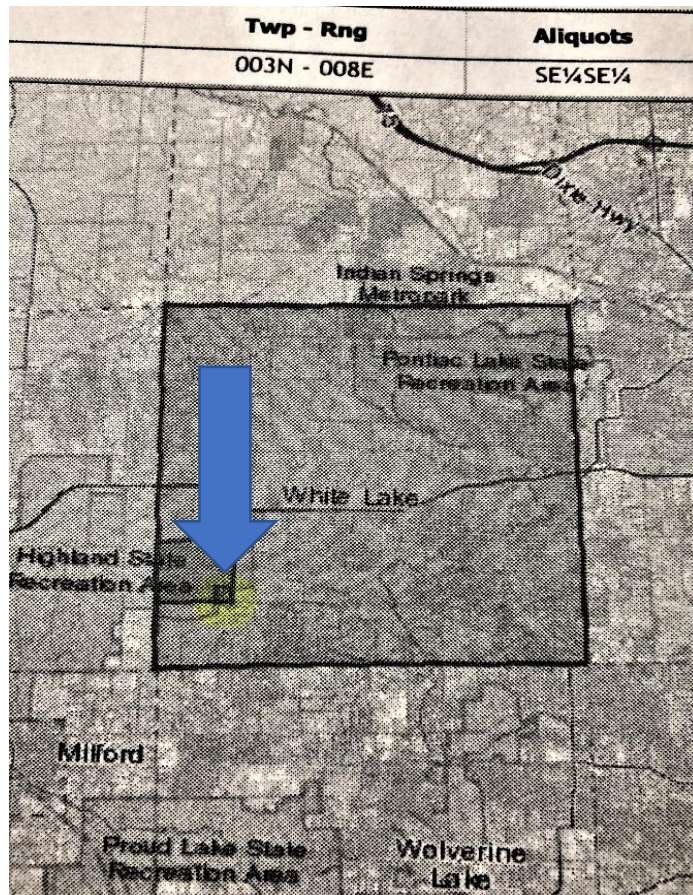 Twp - Rng
Aliquots
003N - 008E
SE¼SE¼
Dixie Hwy
Indian Springs
Metropark
Pontiac Lake State
Recreation Area
White Lake
Highland State
Recreation Area
Milford
Proud Lake State
Recreation Area
Wolverine
Lake